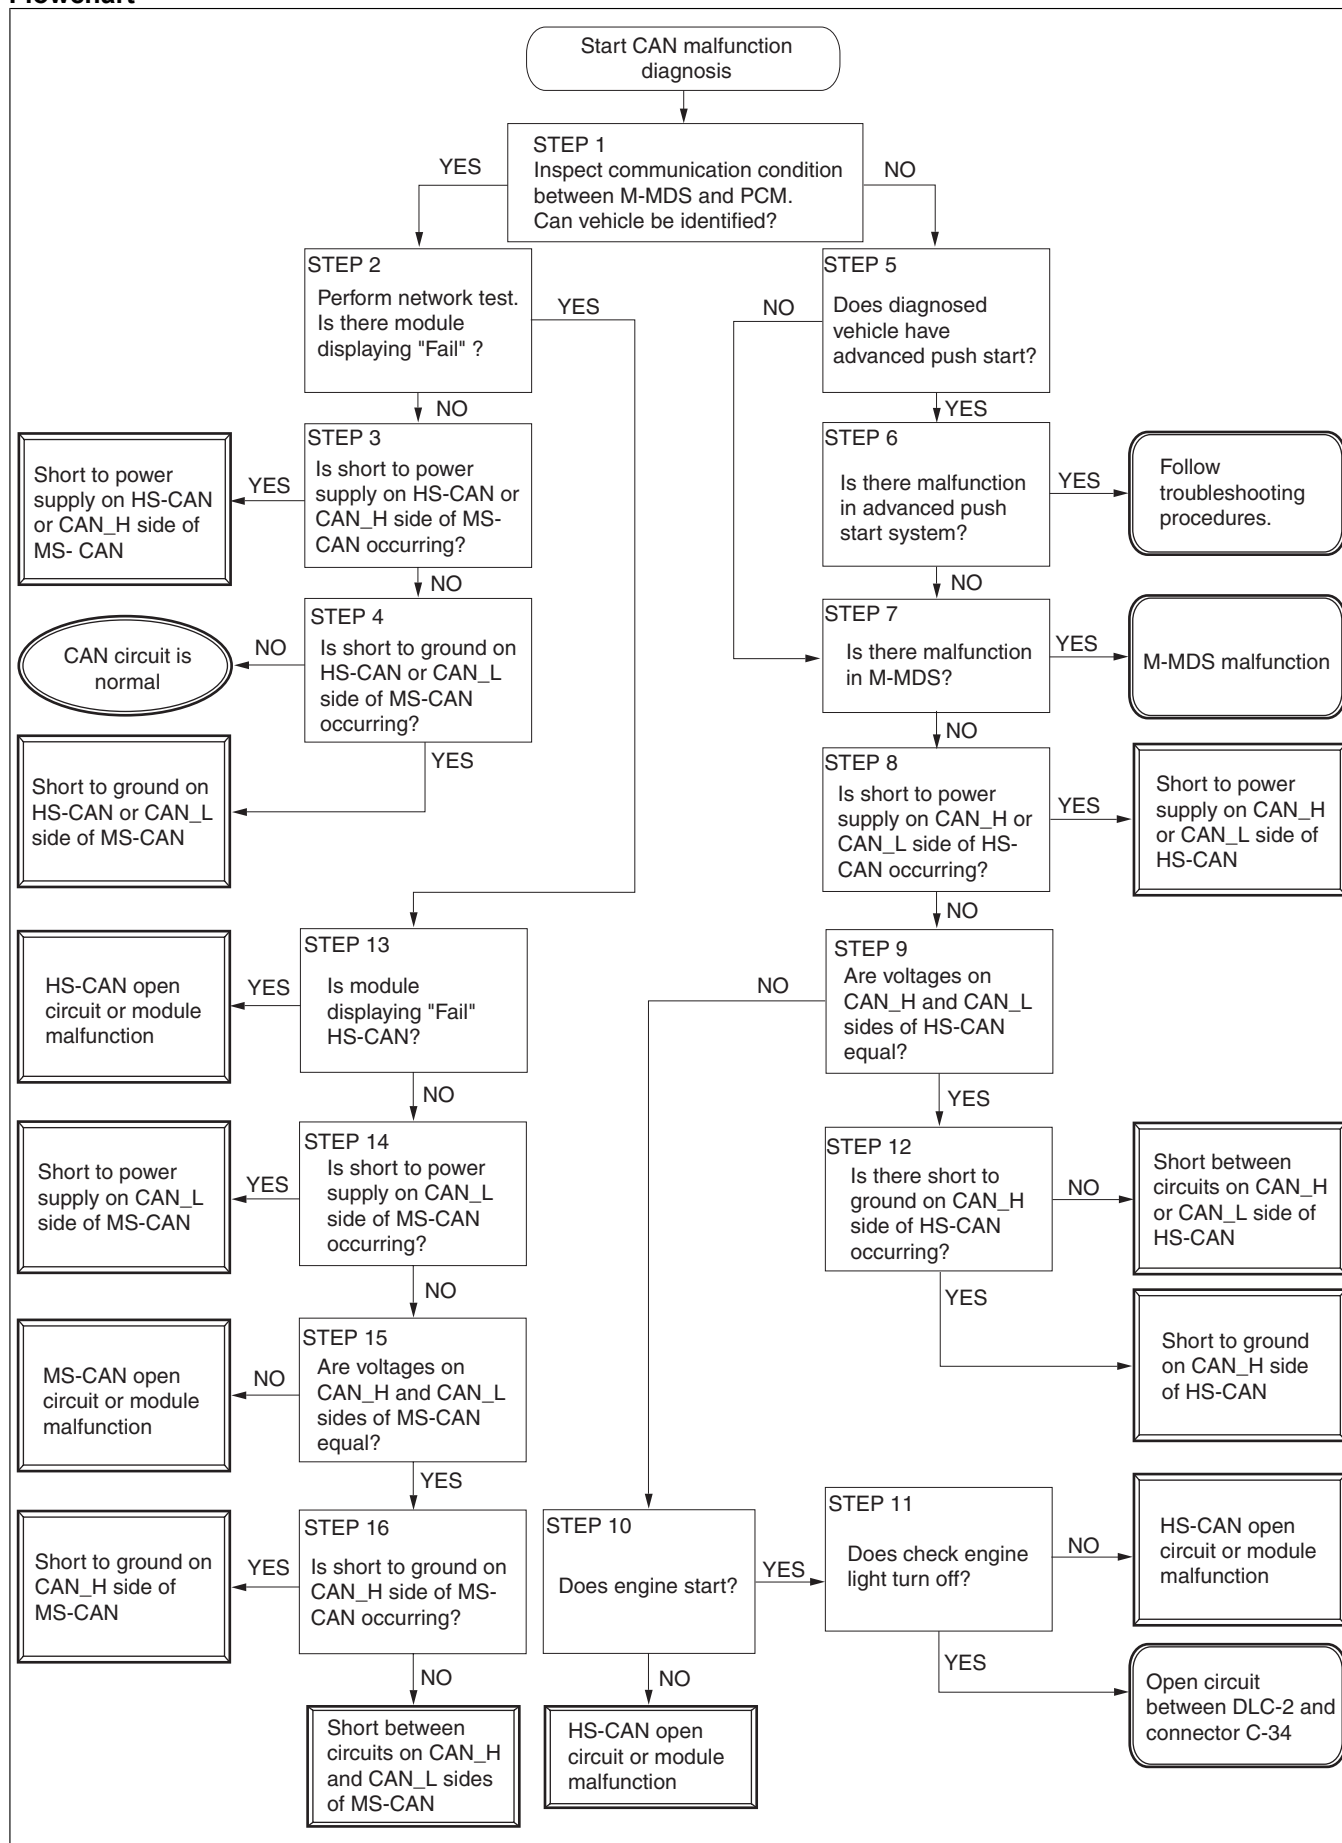 Flowchart
Start CAN malfunction
diagnosis
STEP 1
Inspect communication condition
between M-MDS and PCM.
Can vehicle be identified?
YES
NO
STEP 2
Perform network test.
Is there module
displaying "Fail" ?
YES
NO
STEP 5
Does diagnosed
vehicle have
advanced push start?
NO
YES
STEP 3
Is short to power
supply on HS-CAN or
CAN_H side of MS-
CAN occurring?
YES
NO
Short to power
supply on HS-CAN
or CAN_H side of
MS- CAN
STEP 6
Is there malfunction
in advanced push
start system?
YES
NO
Follow
troubleshooting
procedures.
STEP 4
Is short to ground on
HS-CAN or CAN_L
side of MS-CAN
occurring?
NO
YES
CAN circuit is
normal
Short to ground on
HS-CAN or CAN_L
side of MS-CAN
STEP 7
Is there malfunction
in M-MDS?
YES
NO
M-MDS malfunction
STEP 8
Is short to power
supply on CAN_H or
CAN_L side of HS-
CAN occurring?
YES
NO
Short to power
supply on CAN_H
or CAN_L side of
HS-CAN
STEP 13
Is module
displaying "Fail"
HS-CAN?
YES
NO
HS-CAN open
circuit or module
malfunction
STEP 9
Are voltages on
CAN_H and CAN_L
sides of HS-CAN
equal?
NO
YES
STEP 14
Is short to power
supply on CAN_L
side of MS-CAN
occurring?
YES
NO
Short to power
supply on CAN_L
side of MS-CAN
STEP 12
Is there short to
ground on CAN_H
side of HS-CAN
occurring?
NO
YES
Short between
circuits on CAN_H
or CAN_L side of
HS-CAN
Short to ground
on CAN_H side
of HS-CAN
STEP 15
Are voltages on
CAN_H and CAN_L
sides of MS-CAN
equal?
NO
YES
MS-CAN open
circuit or module
malfunction
STEP 16
Is short to ground on
CAN_H side of MS-
CAN occurring?
YES
NO
Short to ground on
CAN_H side of
MS-CAN
Short between
circuits on CAN_H
and CAN_L sides
of MS-CAN
STEP 10
Does engine start?
YES
NO
HS-CAN open
circuit or module
malfunction
STEP 11
Does check engine
light turn off?
NO
YES
HS-CAN open
circuit or module
malfunction
Open circuit
between DLC-2 and
connector C-34